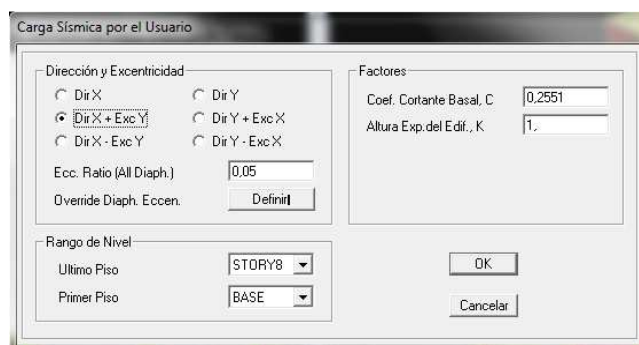 Carga Sísmica por el Usuario
Dirección y Excentricidad
Dir X
Dir Y
Dir X + Exc Y
Dir Y + Exc X
Dir X - Exc Y
Dir Y - Exc X
Ecc. Ratio (All Diaph.)
0,05
Override Diaph. Eccen.
Definir
Factores
Coef. Cortante Basal, C
0,2551
Altura Exp.del Edif., K
1,
Rango de Nivel
Ultimo Piso
STORY8
Primer Piso
BASE
OK
Cancelar